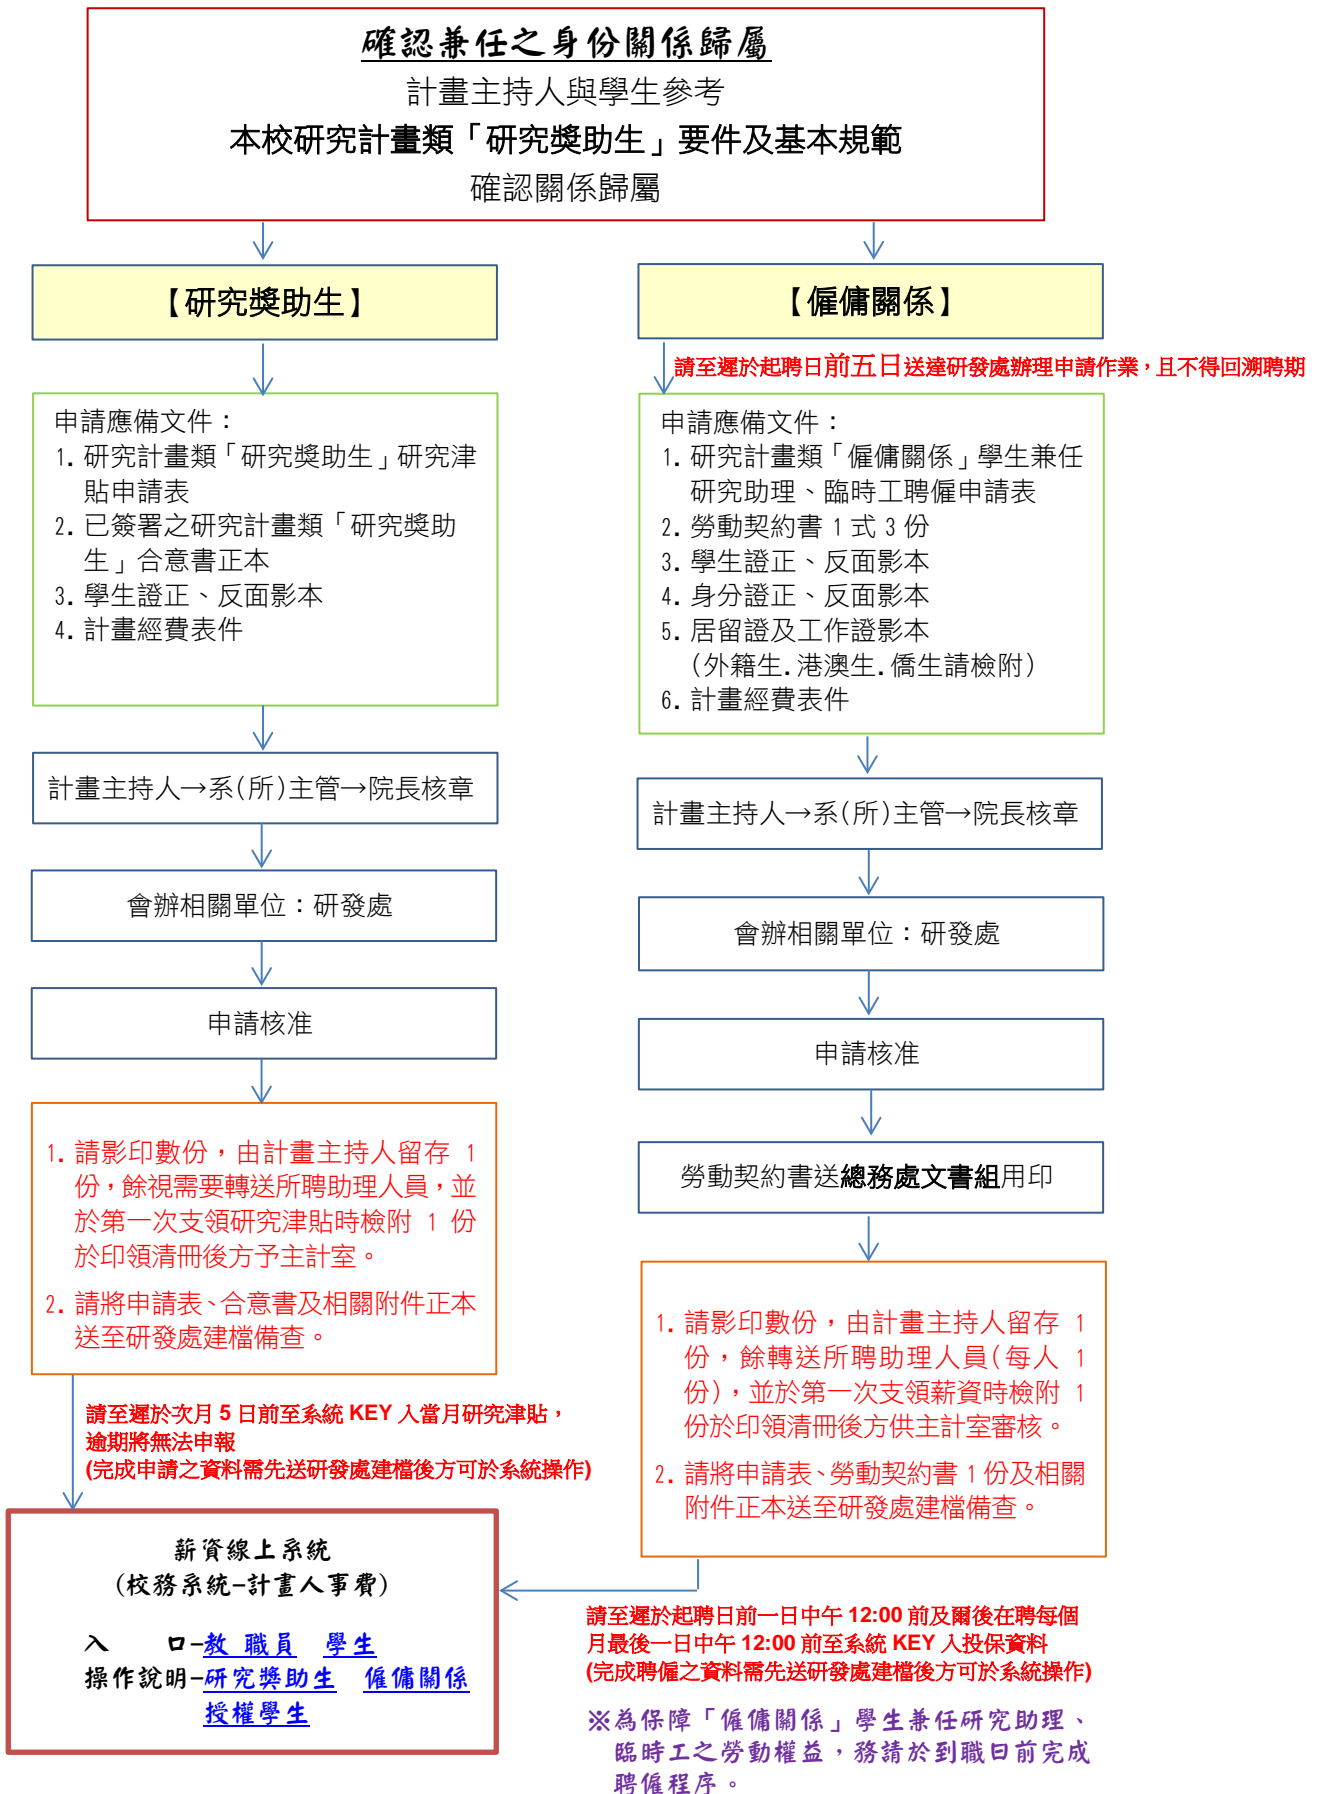 確認兼任之身份關係歸屬
計畫主持人與學生參考
本校研究計畫類「研究獎助生」要件及基本規範
確認關係歸屬
【研究獎助生】
申請應備文件：
1. 研究計畫類「研究獎助生」研究津
貼申請表
2. 已簽署之研究計畫類「研究獎助
生」合意書正本
3. 學生證正、反面影本
4. 計畫經費表件
計畫主持人→系(所)主管→院長核章
會辦相關單位：研發處
申請核准
1. 請影印數份，由計畫主持人留存 1
份，餘視需要轉送所聘助理人員，並
於第一次支領研究津貼時檢附 1 份
於印領清冊後方予主計室。
2. 請將申請表、合意書及相關附件正本
送至研發處建檔備查。
請至遲於次月 5 日前至系統 KEY 入當月研究津貼，
逾期將無法申報
(完成申請之資料需先送研發處建檔後方可於系統操作)
【僱傭關係】
請至遲於起聘日前五日送達研發處辦理申請作業，且不得回溯聘期
申請應備文件：
1. 研究計畫類「僱傭關係」學生兼任
研究助理、臨時工聘僱申請表
2. 勞動契約書 1 式 3 份
3. 學生證正、反面影本
4. 身分證正、反面影本
5. 居留證及工作證影本
(外籍生.港澳生.僑生請檢附)
6. 計畫經費表件
計畫主持人→系(所)主管→院長核章
會辦相關單位：研發處
申請核准
勞動契約書送總務處文書組用印
1. 請影印數份，由計畫主持人留存 1
份，餘轉送所聘助理人員(每人 1
份)，並於第一次支領薪資時檢附 1
份於印領清冊後方供主計室審核。
2. 請將申請表、勞動契約書 1 份及相關
附件正本送至研發處建檔備查。
請至遲於起聘日前一日中午 12:00 前及爾後在聘每個
月最後一日中午 12:00 前至系統 KEY 入投保資料
(完成聘僱之資料需先送研發處建檔後方可於系統操作)
※為保障「僱傭關係」學生兼任研究助理、
臨時工之勞動權益，務請於到職日前完成
聘僱程序。
薪資線上系統
(校務系統-計畫人事費)
入 口-教 職員 學生
操作說明-研究獎助生 僱傭關係
授權學生